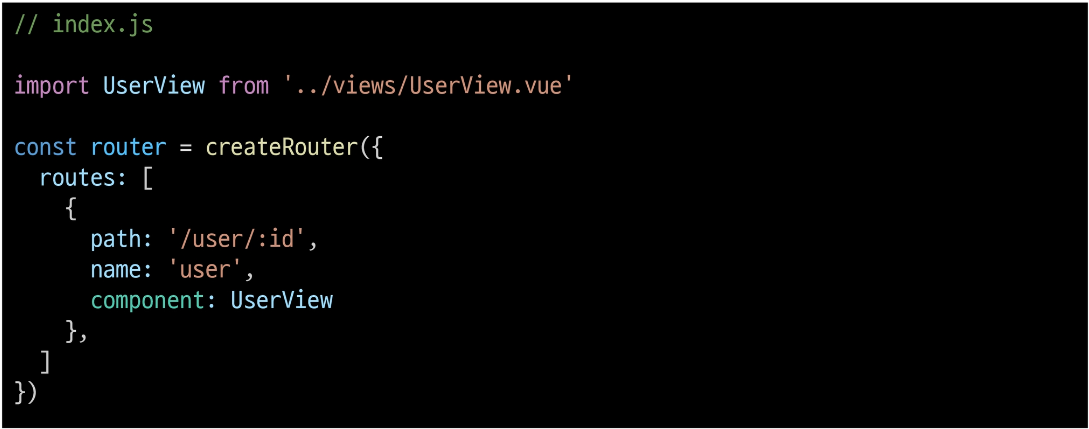 // index.js
import UserView from '../views/UserView.vue'
const router = createRouter({
  routes: [
    {
      path: '/user/:id',
      name: 'user',
      component: UserView
    },
  ]
})